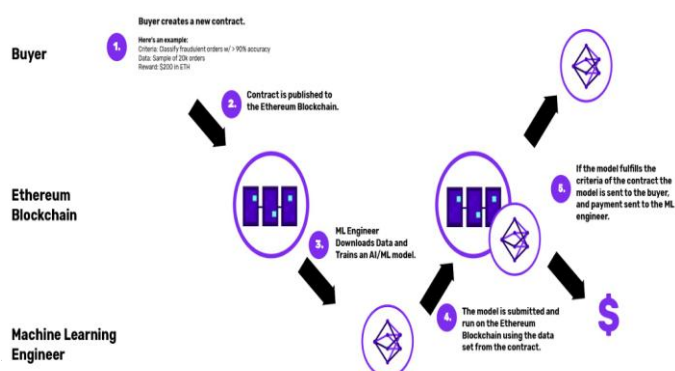 Buyer
1.
Buyer creates a new contract.
Here's an example:
Criteria: Classify fraudulent orders w/ > 90% accuracy
Data: Sample of 20k orders
Reward: $200 in ETH
2.
Contract is published to
the Ethereum Blockchain.
Ethereum
Blockchain
3.
ML Engineer
Downloads Data and
Trains an AI/ML model.
Machine Learning
Engineer
4.
The model is submitted and
run on the Ethereum
Blockchain using the data
set from the contract.
5.
If the model fulfills the
criteria of the contract the
model is sent to the buyer,
and payment sent to the ML
engineer.
$